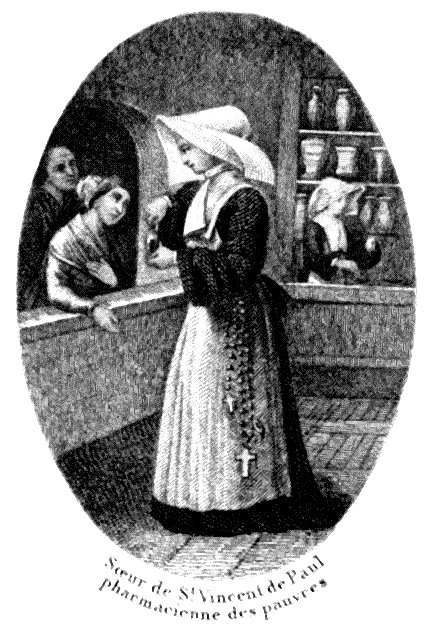 Sœur de St Vincent de Paul
pharmacienne des pauvres